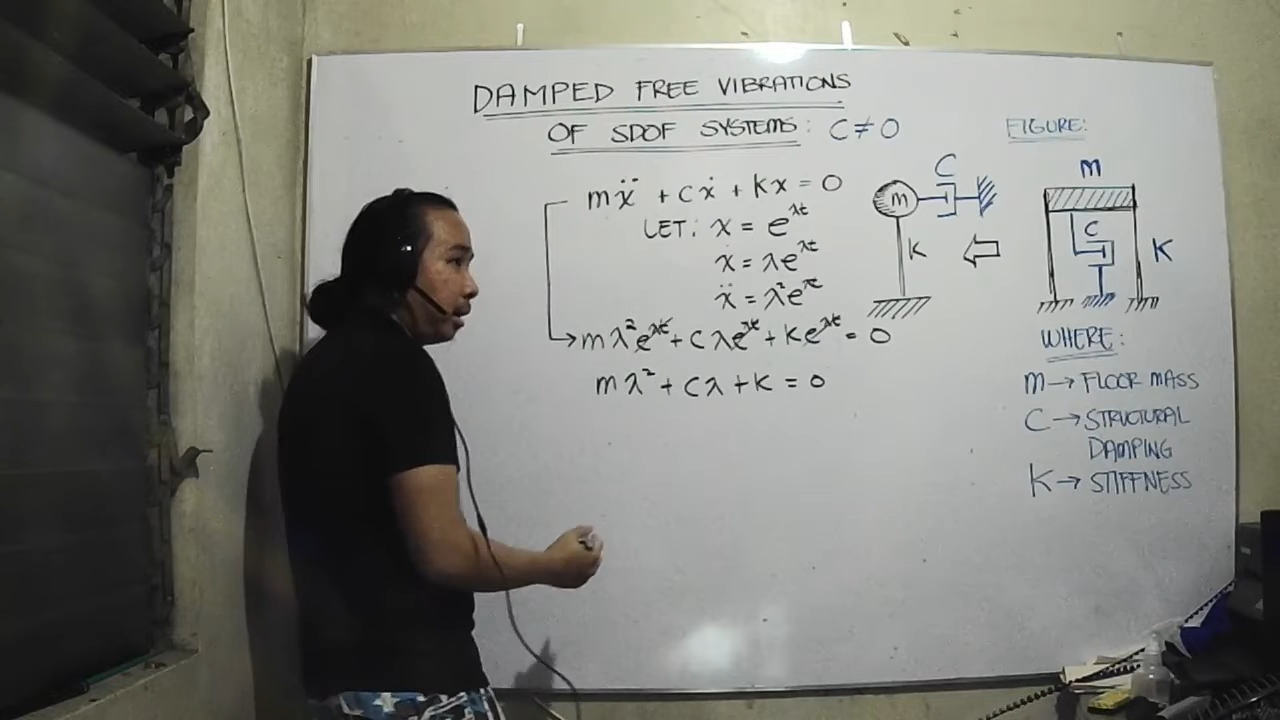 DAMPED FREE VIBRATIONS
OF SDOF SYSTEMS: C ≠ 0
mẍ + cẋ + kx = 0
LET: x = e^λt
ẋ = λe^λt
ẍ = λ²e^λt
mλ²e^λt + cλe^λt + ke^λt = 0
mλ² + cλ + k = 0
C
m
K
FIGURE:
M
C
K
WHERE:
m → FLOOR MASS
C → STRUCTURAL
DAMPING
K → STIFFNESS